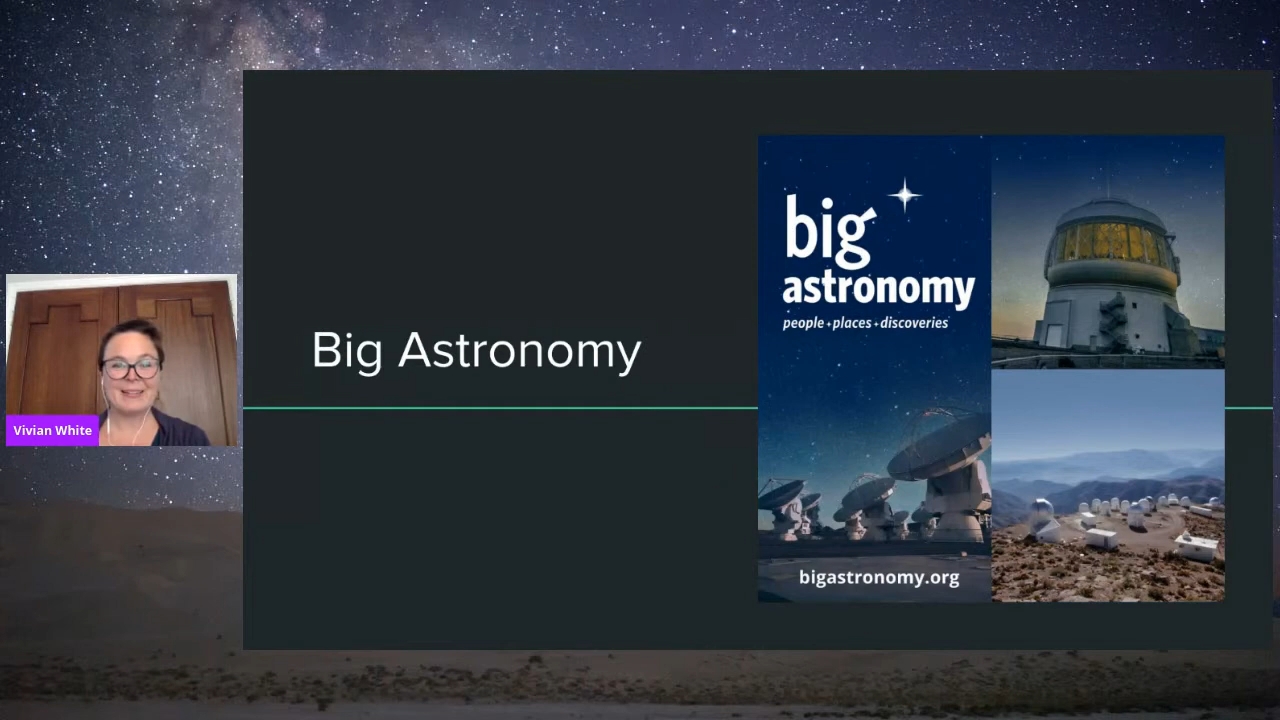 Vivian White
Big Astronomy
big
astronomy
people + places + discoveries
bigastronomy.org